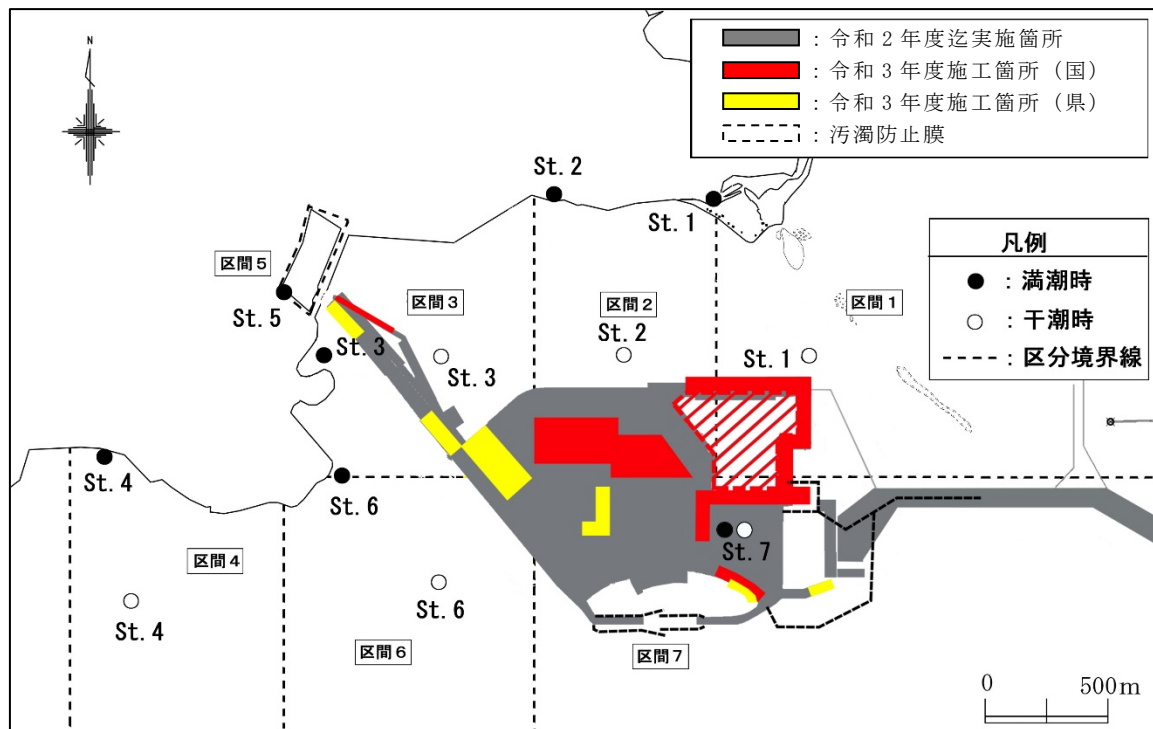 N
：令和２年度迄実施箇所
：令和３年度施工箇所（国）
：令和３年度施工箇所（県）
：汚濁防止膜
St. 2
St. 1
凡例
：満潮時
：干潮時
：区分境界線
区間５
区間３
区間２
区間１
St. 5
St. 3
St. 2
St. 1
St. 3
St. 4
St. 6
St. 7
区間４
St. 4
St. 6
区間６
区間７
0 500m